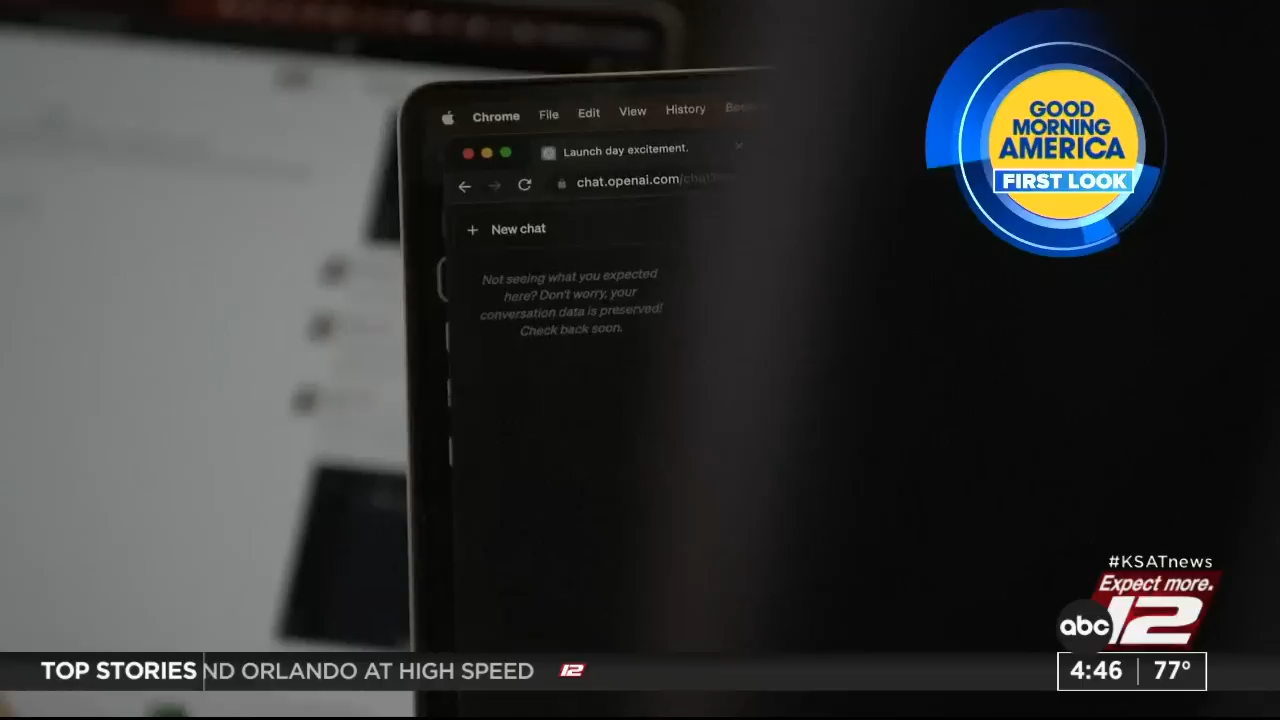 GOOD
MORNING
AMERICA
FIRST LOOK
Chrome File Edit View History
Launch day excitement.
chat.openai.com/chat
+ New chat
Not seeing what you expected
here? Don't worry, your
conversation data is preserved!
Check back soon.
#KSATnews
Expect more.
abc 12
TOP STORIES ND ORLANDO AT HIGH SPEED 12
4:46 77°